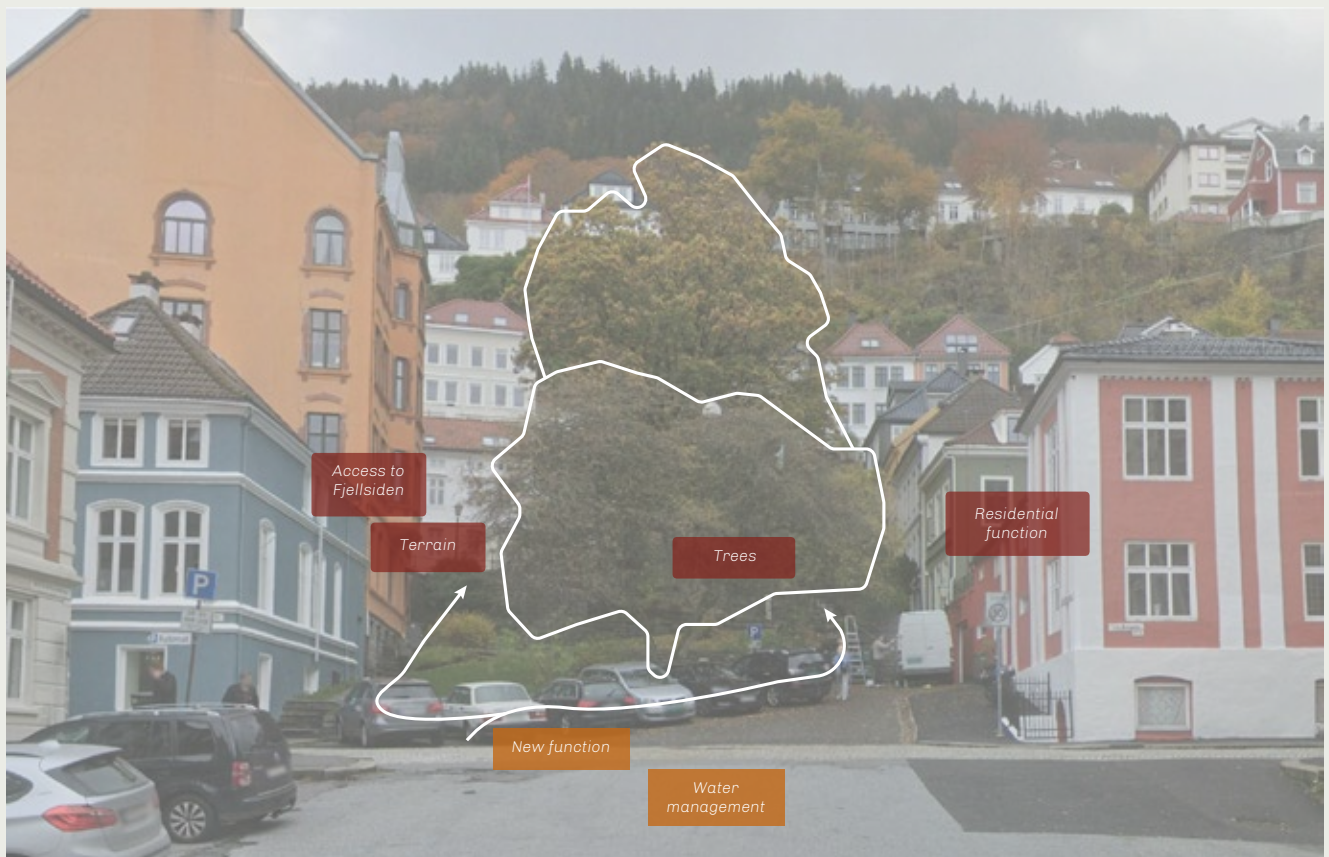 Access to
Fjellsiden
Terrain
Trees
Residential
function
P
P
New function
Water
management